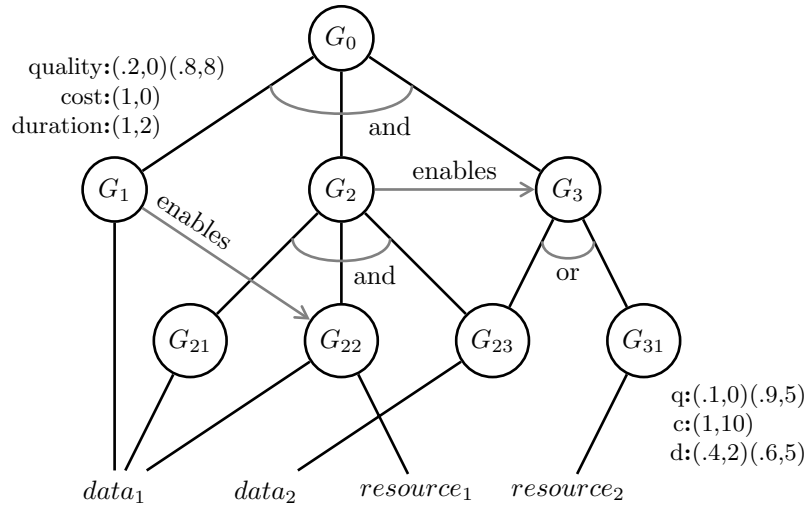 G₀
quality:(.2,0)(.8,8)
cost:(1,0)
duration:(1,2)
and
G₁
G₂
enables
G₃
enables
and
or
G₂₁
G₂₂
G₂₃
G₃₁
q:(.1,0)(.9,5)
c:(1,10)
d:(.4,2)(.6,5)
data₁
data₂
resource₁
resource₂